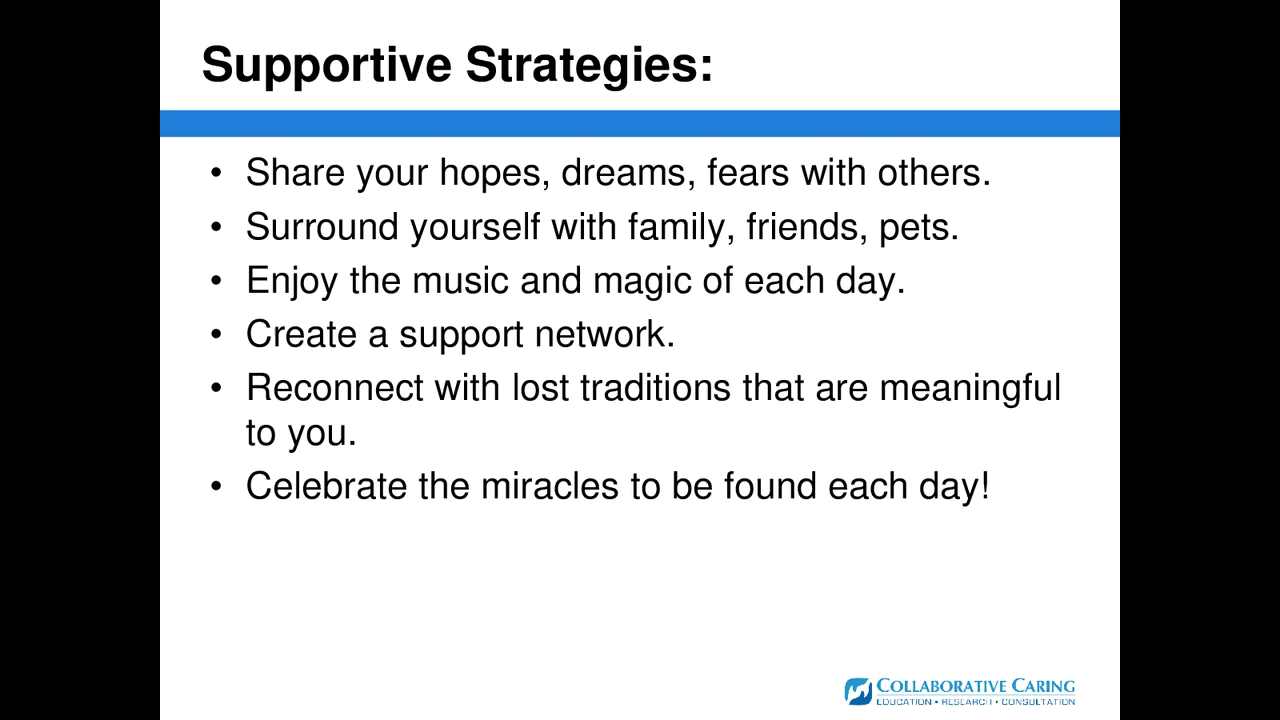 Supportive Strategies:
• Share your hopes, dreams, fears with others.
• Surround yourself with family, friends, pets.
• Enjoy the music and magic of each day.
• Create a support network.
• Reconnect with lost traditions that are meaningful
to you.
• Celebrate the miracles to be found each day!
COLLABORATIVE CARING
EDUCATION • RESEARCH • CONSULTATION